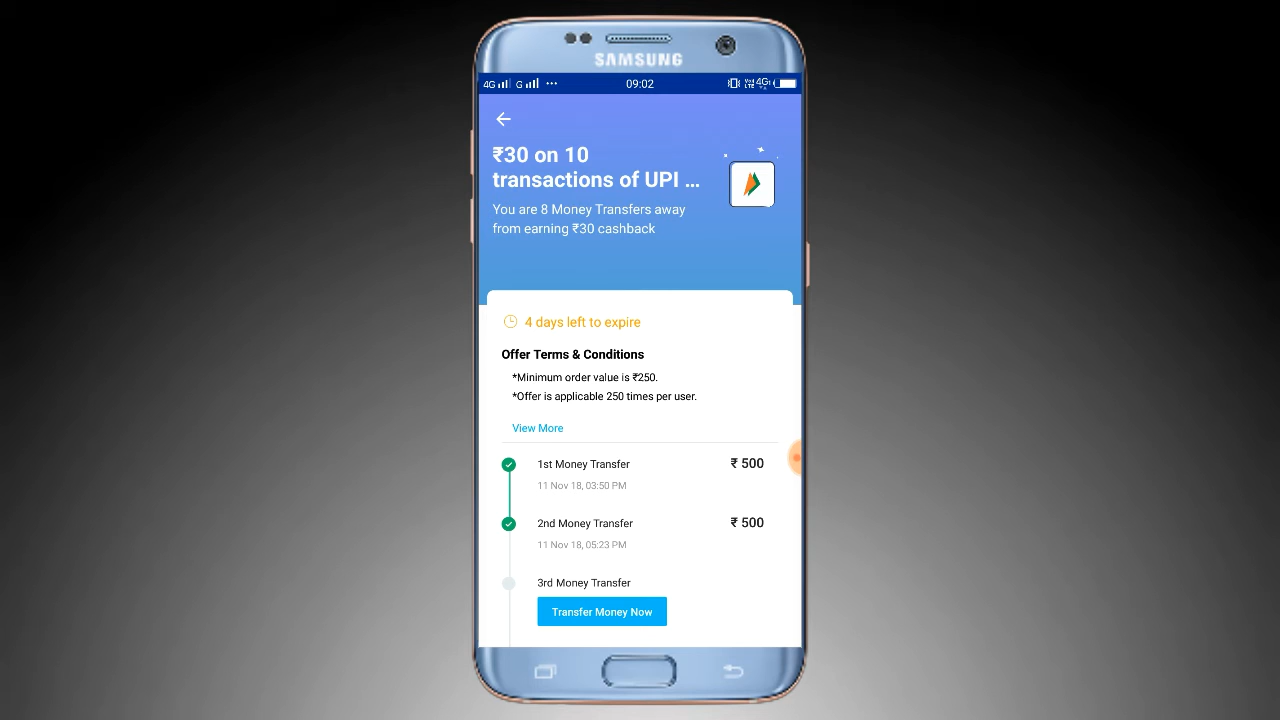 SAMSUNG
4G G ... 09:02 4G
₹30 on 10
transactions of UPI ...
You are 8 Money Transfers away
from earning ₹30 cashback
4 days left to expire
Offer Terms & Conditions
*Minimum order value is ₹250.
*Offer is applicable 250 times per user.
View More
1st Money Transfer ₹ 500
11 Nov 18, 03:50 PM
2nd Money Transfer ₹ 500
11 Nov 18, 05:23 PM
3rd Money Transfer
Transfer Money Now